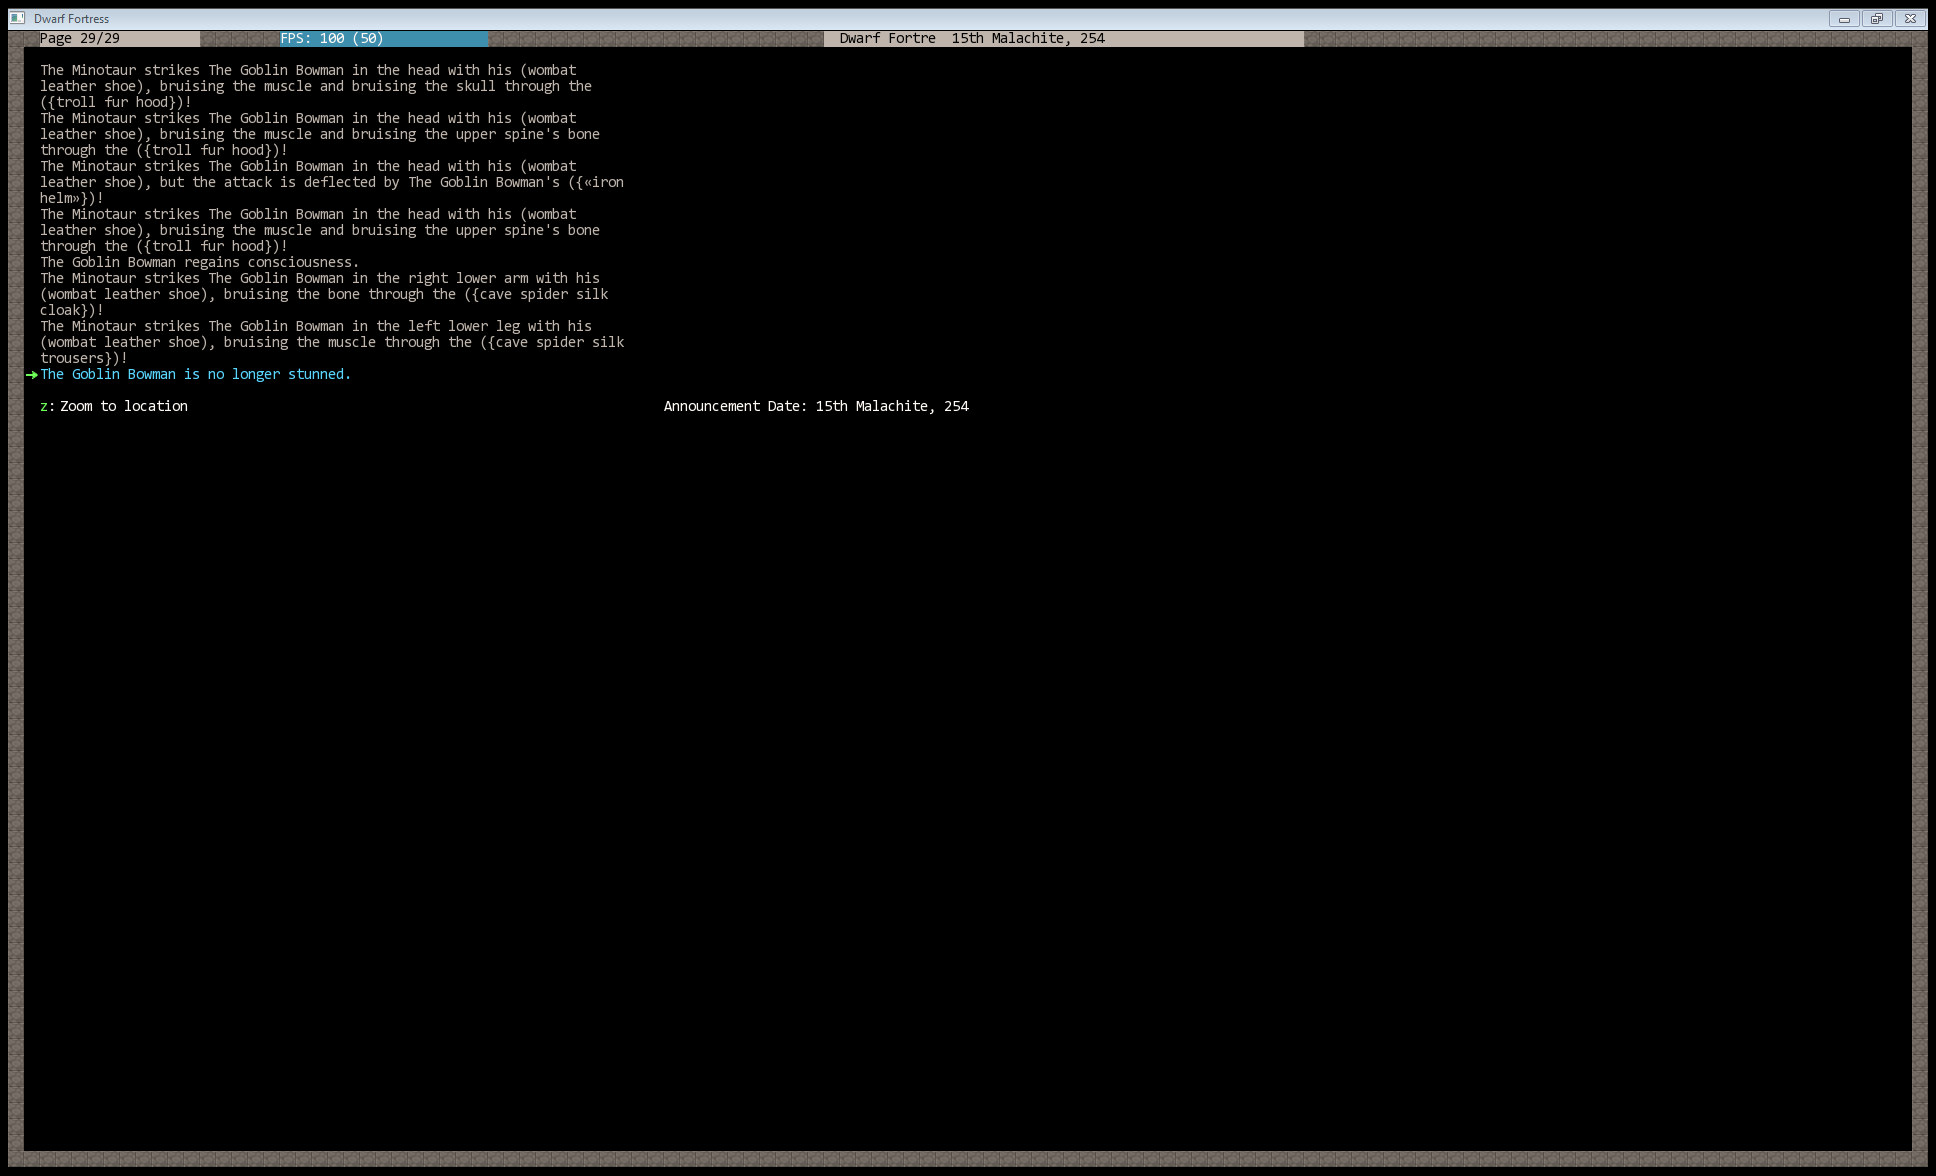 Dwarf Fortress
Page 29/29 FPS: 100 (50) Dwarf Fortre 15th Malachite, 254
The Minotaur strikes The Goblin Bowman in the head with his (wombat
leather shoe), bruising the muscle and bruising the skull through the
({troll fur hood})!
The Minotaur strikes The Goblin Bowman in the head with his (wombat
leather shoe), bruising the muscle and bruising the upper spine's bone
through the ({troll fur hood})!
The Minotaur strikes The Goblin Bowman in the head with his (wombat
leather shoe), but the attack is deflected by The Goblin Bowman's ({«iron
helm»})!
The Minotaur strikes The Goblin Bowman in the head with his (wombat
leather shoe), bruising the muscle and bruising the upper spine's bone
through the ({troll fur hood})!
The Goblin Bowman regains consciousness.
The Minotaur strikes The Goblin Bowman in the right lower arm with his
(wombat leather shoe), bruising the bone through the ({cave spider silk
cloak})!
The Minotaur strikes The Goblin Bowman in the left lower leg with his
(wombat leather shoe), bruising the muscle through the ({cave spider silk
trousers})!
The Goblin Bowman is no longer stunned.
z: Zoom to location Announcement Date: 15th Malachite, 254